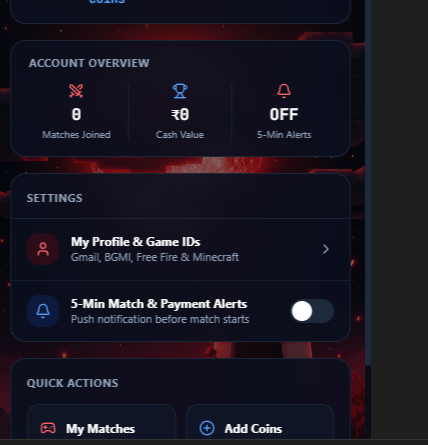 coins
ACCOUNT OVERVIEW
0 ₹0 OFF
Matches Joined Cash Value 5-Min Alerts
SETTINGS
My Profile & Game IDs
Gmail, BGMI, Free Fire & Minecraft
5-Min Match & Payment Alerts
Push notification before match starts
QUICK ACTIONS
My Matches Add Coins